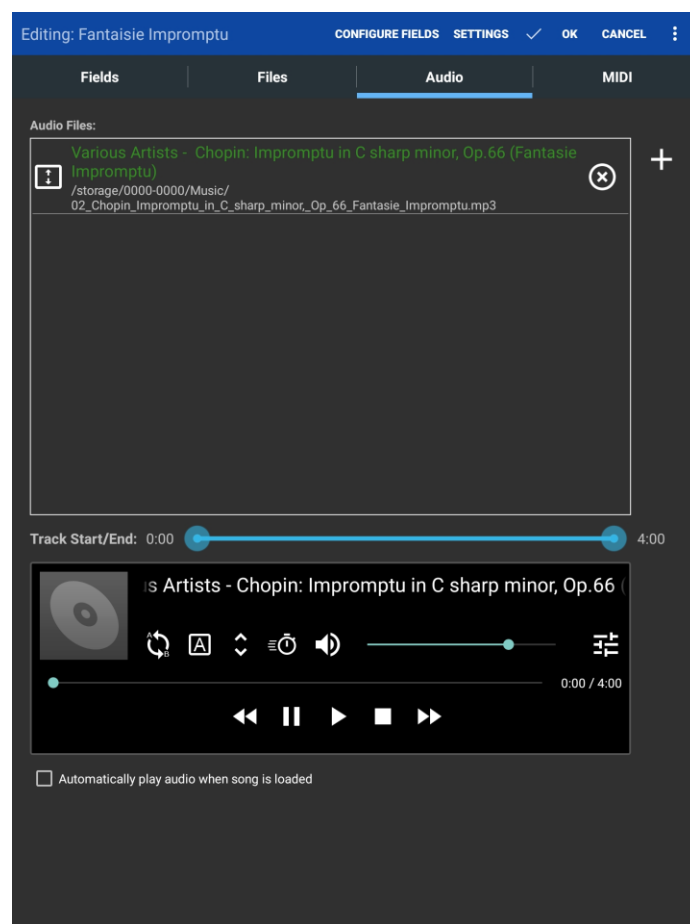 Editing: Fantaisie Impromptu CONFIGURE FIELDS SETTINGS OK CANCEL
Fields Files Audio MIDI
Audio Files:
Various Artists - Chopin: Impromptu in C sharp minor, Op.66 (Fantasie
Impromptu)
/storage/0000-0000/Music/
02_Chopin_Impromptu_in_C_sharp_minor,_Op_66_Fantasie_Impromptu.mp3
Track Start/End: 0:00 4:00
s Artists - Chopin: Impromptu in C sharp minor, Op.66 (
A B A
0:00 / 4:00
Automatically play audio when song is loaded